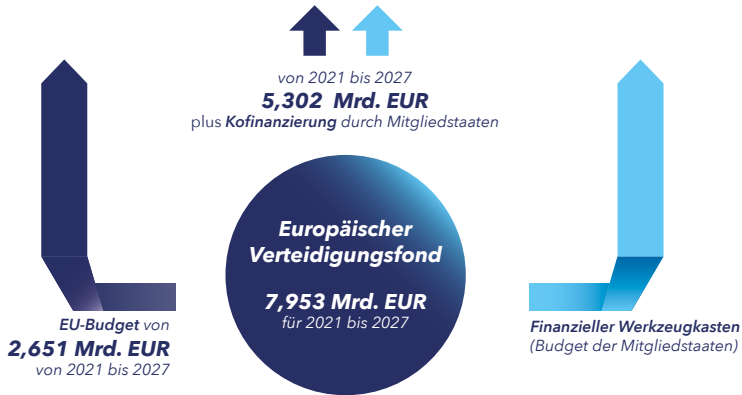 von 2021 bis 2027
5,302 Mrd. EUR
plus Kofinanzierung durch Mitgliedstaaten
Europäischer
Verteidigungsfond
7,953 Mrd. EUR
für 2021 bis 2027
EU-Budget von
2,651 Mrd. EUR
von 2021 bis 2027
Finanzieller Werkzeugkasten
(Budget der Mitgliedstaaten)